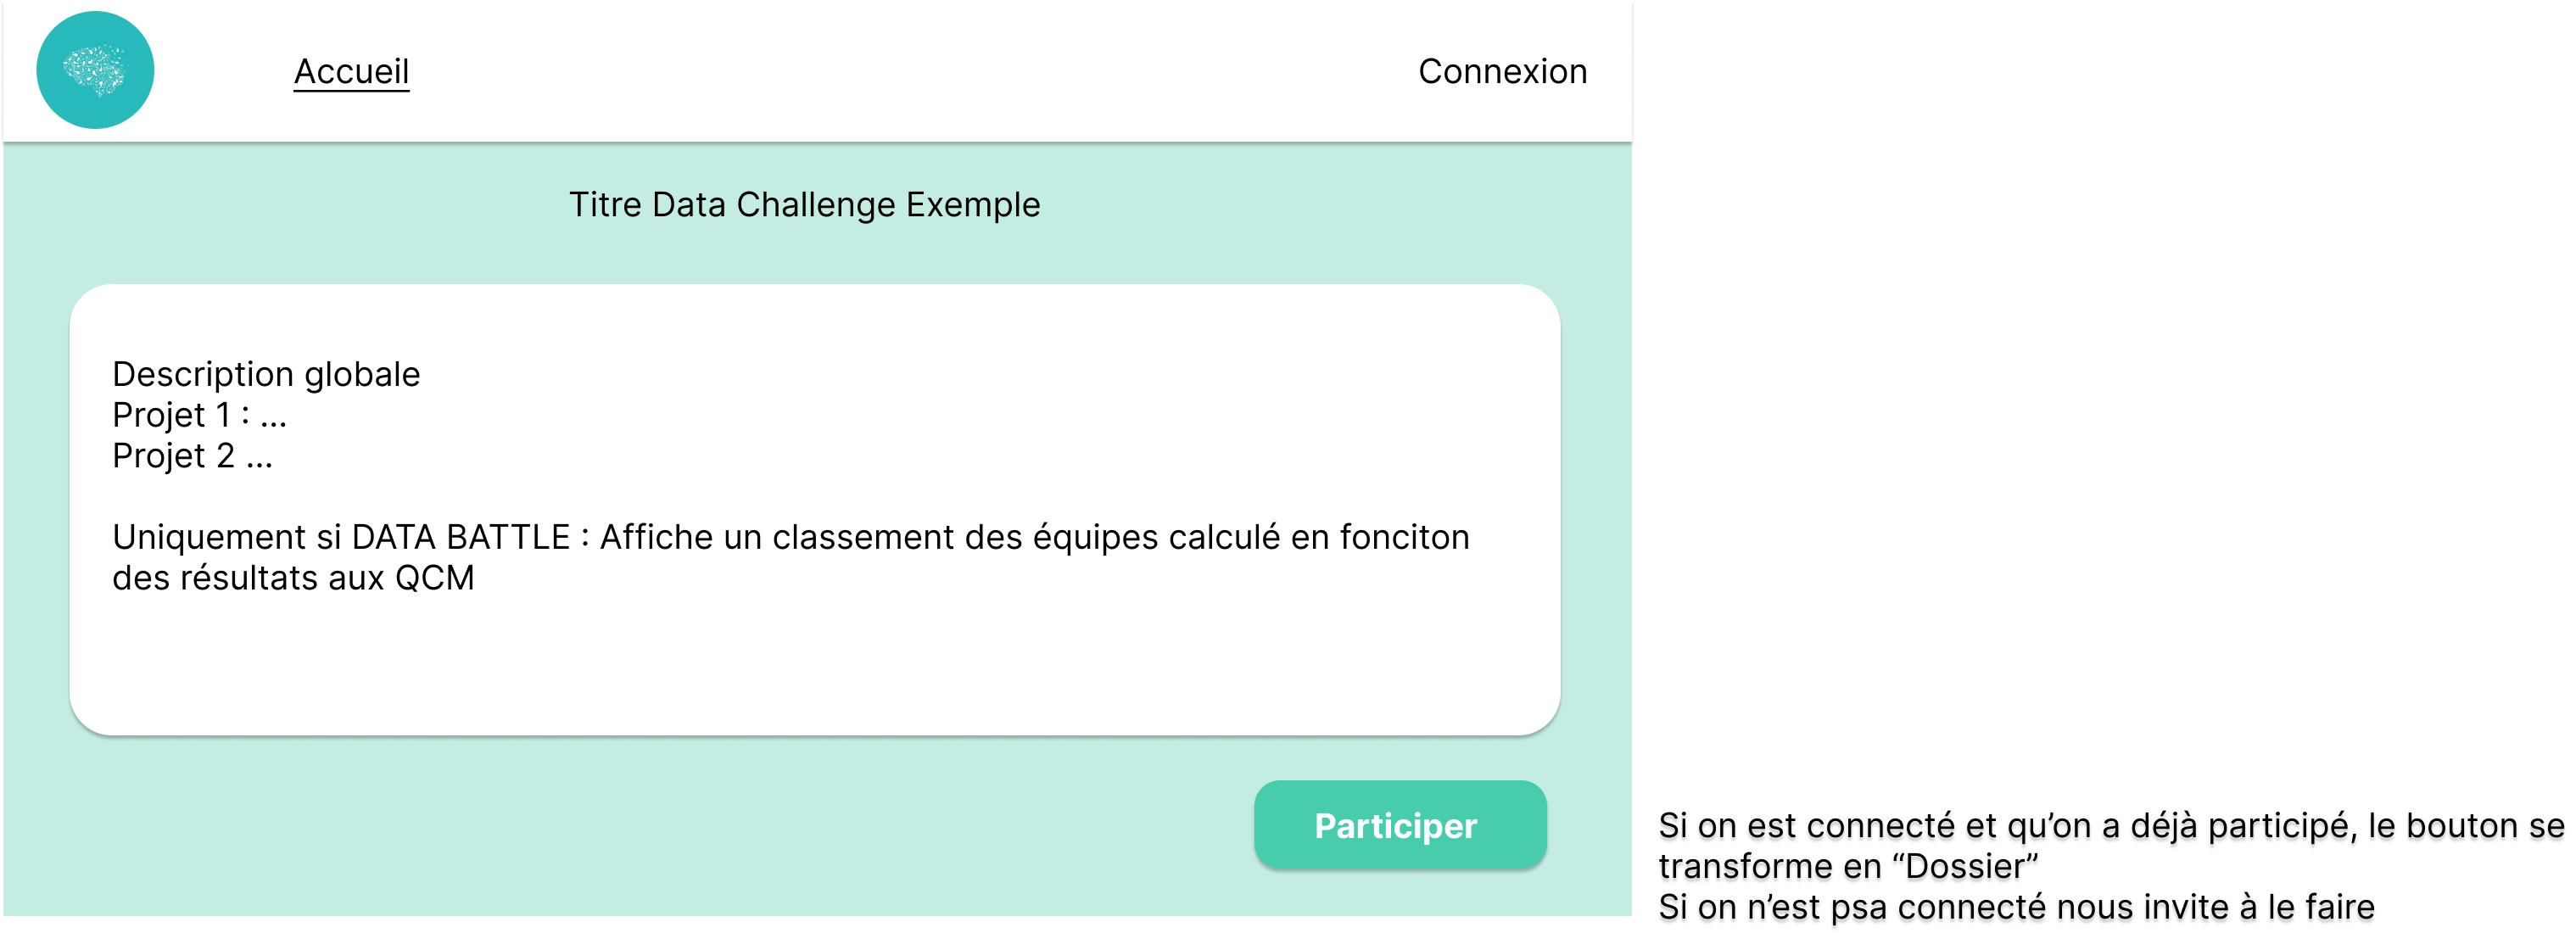 Accueil
Connexion
Titre Data Challenge Exemple
Description globale
Projet 1 : ...
Projet 2 ...
Uniquement si DATA BATTLE : Affiche un classement des équipes calculé en fonciton
des résultats aux QCM
Participer
Si on est connecté et qu’on a déjà participé, le bouton se
transforme en “Dossier”
Si on n’est psa connecté nous invite à le faire